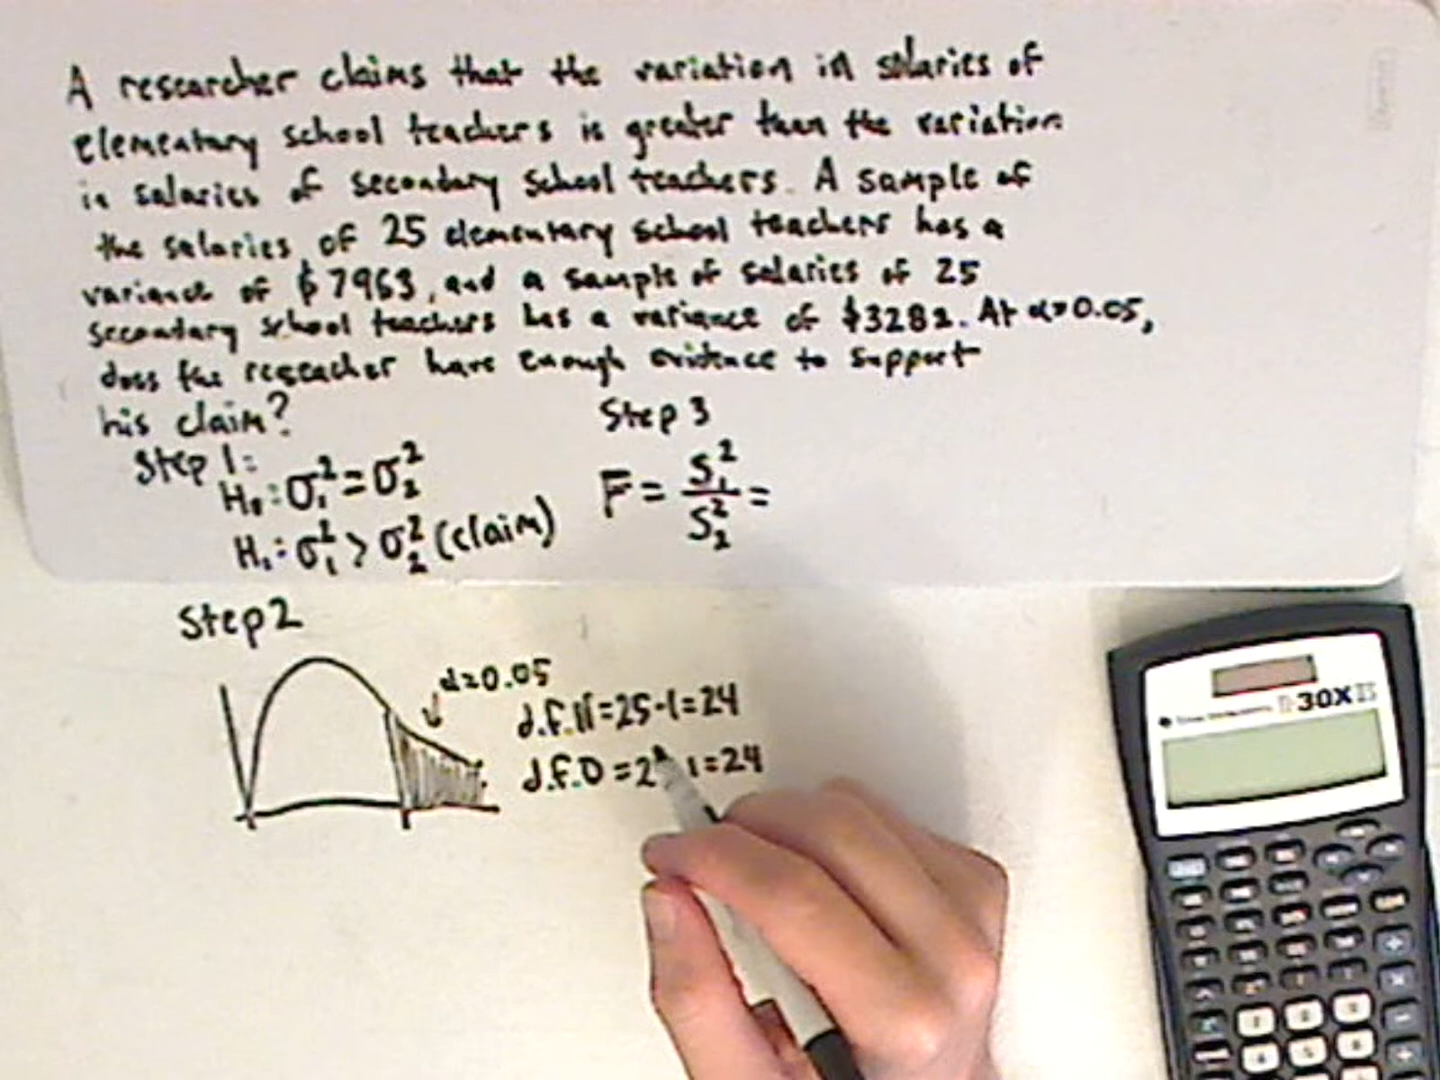 A researcher claims that the variation in salaries of
elementary school teachers is greater than the variation
in salaries of secondary school teachers. A sample of
the salaries of 25 elementary school teachers has a
variance of $7963, and a sample of salaries of 25
secondary school teachers has a variance of $3282. At α=0.05,
does the reseacher have enough evidence to support
his claim?
Step 1:
H₀: σ₁² = σ₂²
H₁: σ₁² > σ₂² (claim)
Step 3
F = S₁²/S₂² =
Step 2
α=0.05
d.f.N=25-1=24
d.f.D=2 1=24
30X IIS